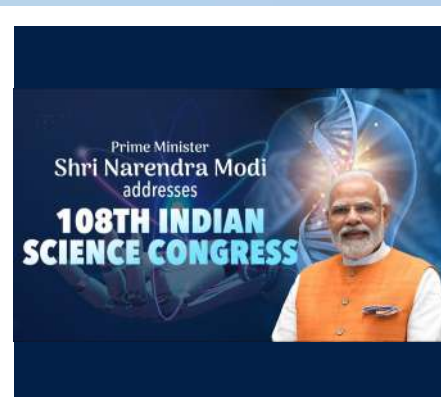 Prime Minister
Shri Narendra Modi
addresses
108TH INDIAN
SCIENCE CONGRESS